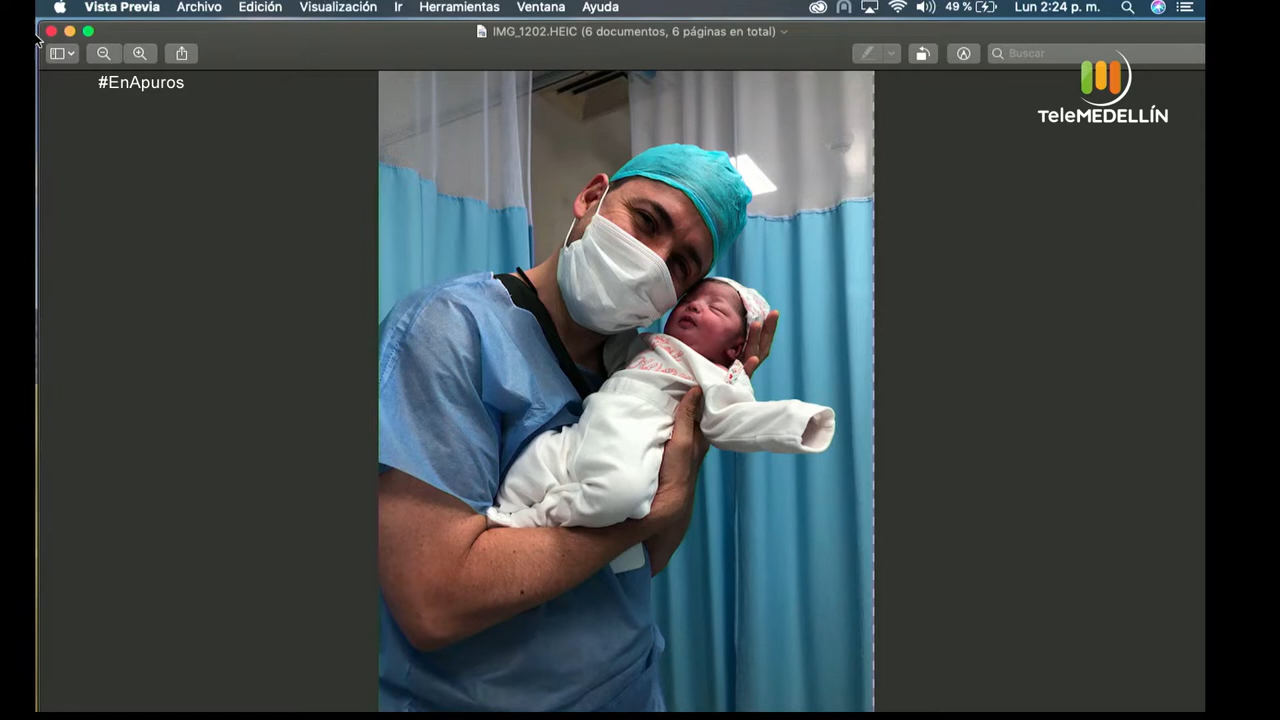 Vista Previa Archivo Edición Visualización Ir Herramientas Ventana Ayuda 49 % Lun 2:24 p. m.
IMG_1202.HEIC (6 documentos, 6 páginas en total)
Buscar
#EnApuros
TeleMEDELLÍN